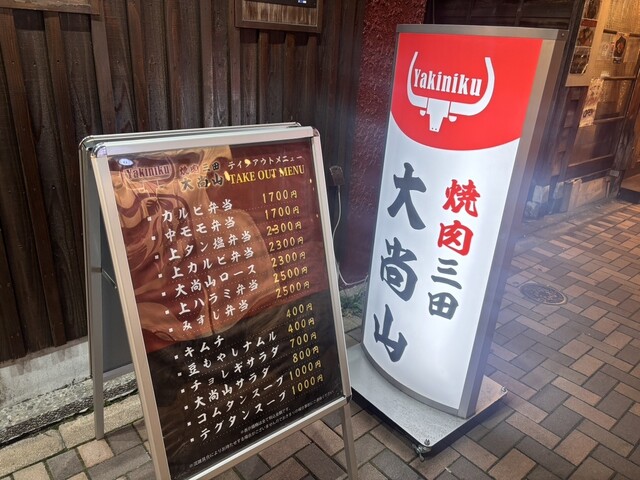 Yakiniku
焼肉三田
大尚山
テイクアウトメニュー
TAKE OUT MENU
・カルビ弁当 1700円
・中モモ弁当 1700円
・上タン塩弁当 2300円
・上カルビ弁当 2300円
・大尚山ロース 2300円
・上ハラミ弁当 2500円
・みすじ弁当 2500円
・キムチ 400円
・豆もやしナムル 400円
・チョレギサラダ 700円
・大尚山サラダ 800円
・コムタンスープ 1000円
・テグタンスープ 1000円
Yakiniku
焼肉三田
大尚山